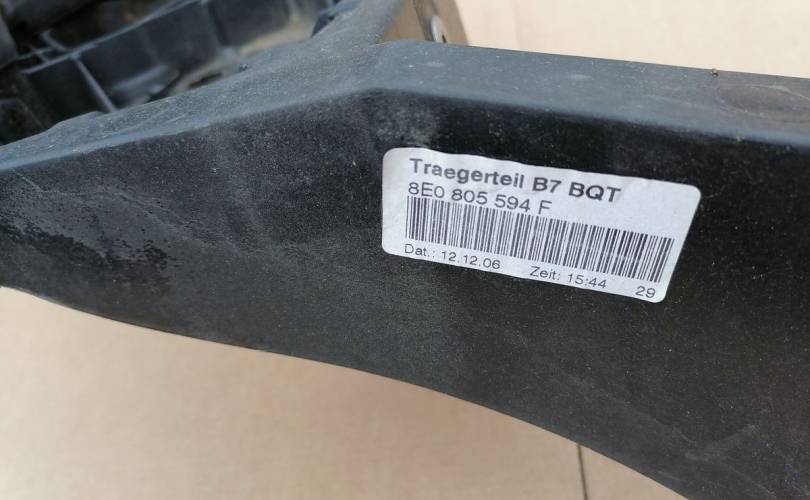 Traegerteil B7 BQT
8E0 805 594 F
Dat.: 12.12.06 Zeit: 15:44 29